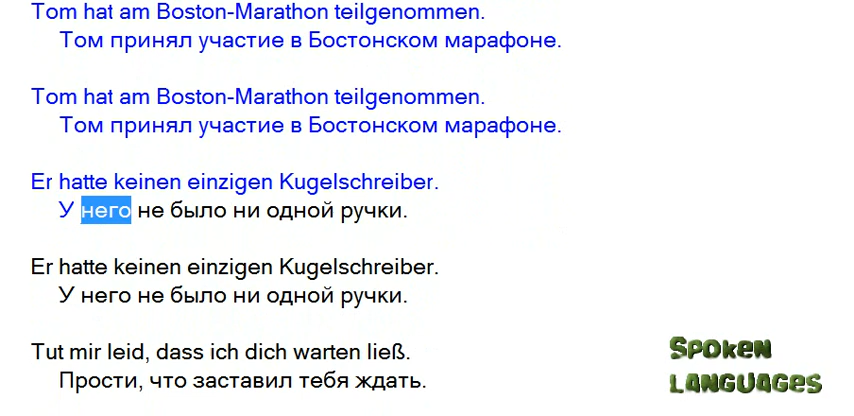 Tom hat am Boston-Marathon teilgenommen.
Том принял участие в Бостонском марафоне.
Tom hat am Boston-Marathon teilgenommen.
Том принял участие в Бостонском марафоне.
Er hatte keinen einzigen Kugelschreiber.
У него не было ни одной ручки.
Er hatte keinen einzigen Kugelschreiber.
У него не было ни одной ручки.
Tut mir leid, dass ich dich warten ließ.
Прости, что заставил тебя ждать.
Spoken
Languages